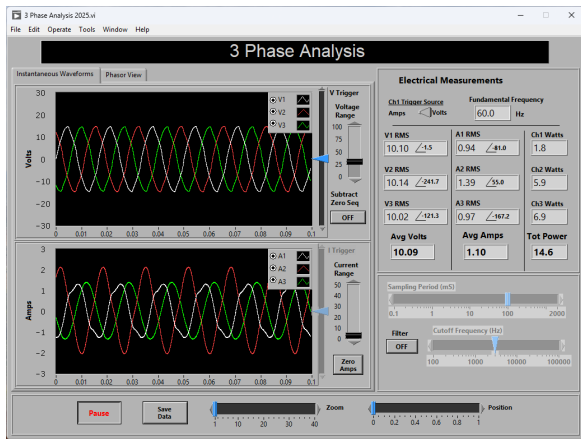 3 Phase Analysis 2025.vi
File Edit Operate Tools Window Help
3 Phase Analysis
Instantaneous Waveforms
Phasor View
30
20
10
0
-10
-20
-30
Volts
0 0.01 0.02 0.03 0.04 0.05 0.06 0.07 0.08 0.09 0.1
V1
V2
V3
V Trigger
Voltage
Range
100
75
50
25
0
Subtract
Zero Seq
OFF
3
2
1
0
-1
-2
-3
Amps
0 0.01 0.02 0.03 0.04 0.05 0.06 0.07 0.08 0.09 0.1
A1
A2
A3
I Trigger
Current
Range
50
40
30
20
10
0
Zero
Amps
Electrical Measurements
Ch1 Trigger Source
Amps Volts
Fundamental Frequency
60.0 Hz
V1 RMS A1 RMS Ch1 Watts
10.10 ∠-1.5 0.94 ∠-81.0 1.8
V2 RMS A2 RMS Ch2 Watts
10.14 ∠-241.7 1.39 ∠55.0 5.9
V3 RMS A3 RMS Ch3 Watts
10.02 ∠-121.3 0.97 ∠-167.2 6.9
Avg Volts Avg Amps Tot Power
10.09 1.10 14.6
Sampling Period (mS)
0.1 1 10 100 2000
Filter
OFF
Cutoff Frequency (Hz)
100 1000 10000 100000
Pause
Save
Data
Zoom
1 10 20 30 40
Position
0 0.2 0.4 0.6 0.8 1